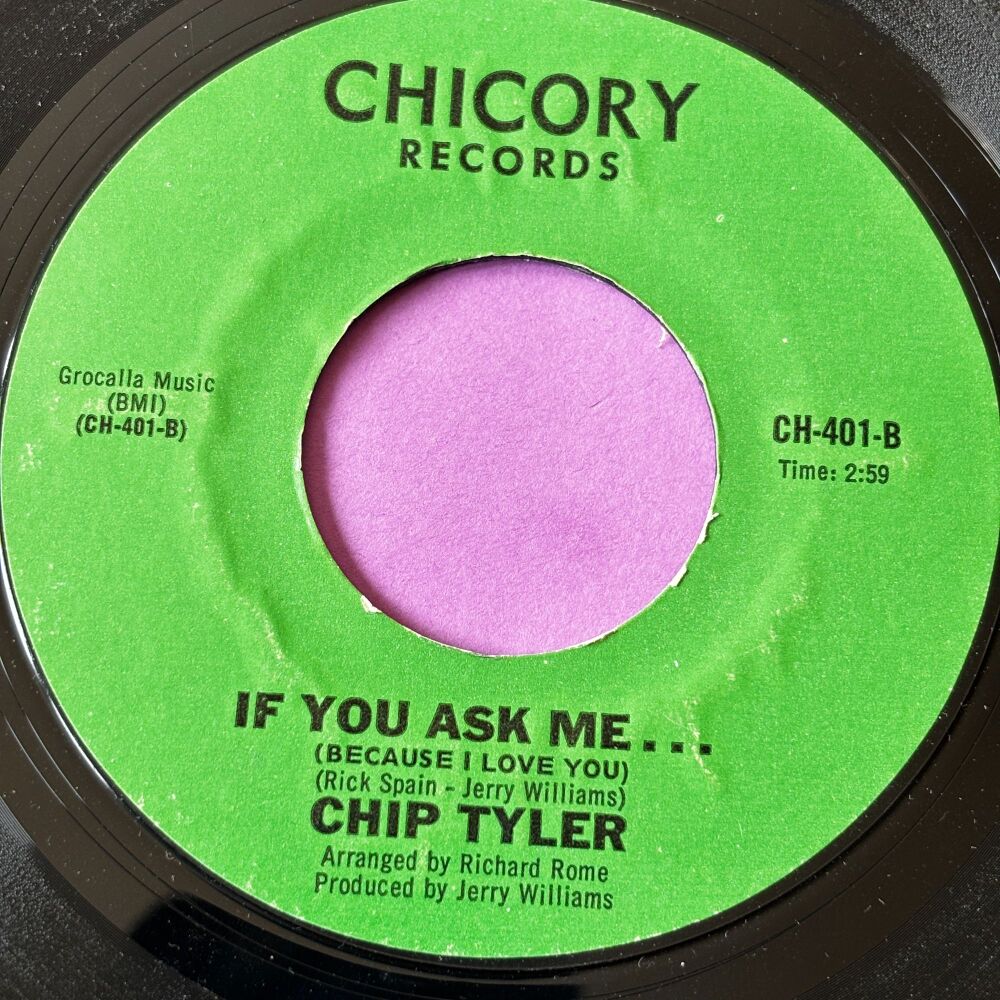 CHICORY
RECORDS
Grocalla Music
(BMI)
(CH-401-B)
CH-401-B
Time: 2:59
IF YOU ASK ME...
(BECAUSE I LOVE YOU)
(Rick Spain - Jerry Williams)
CHIP TYLER
Arranged by Richard Rome
Produced by Jerry Williams